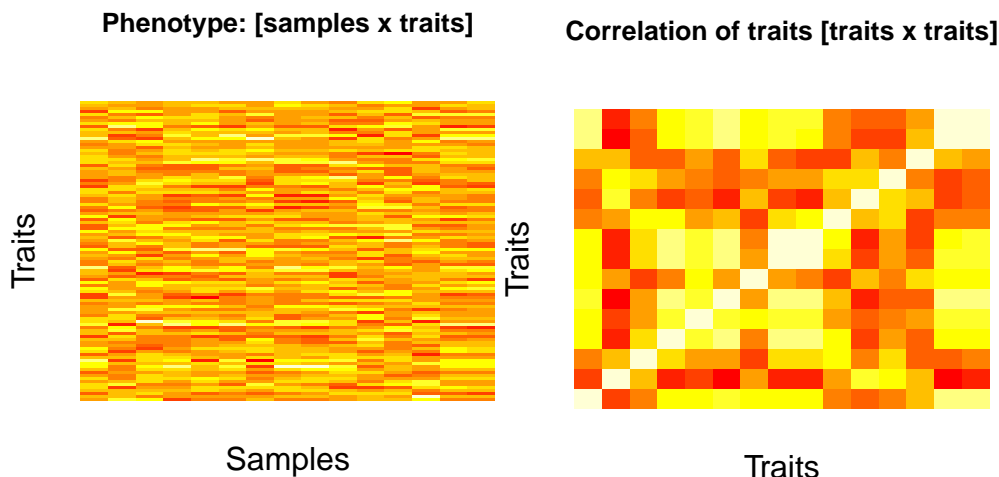 Phenotype: [samples x traits]
Correlation of traits [traits x traits]
Traits
Samples
Traits
Traits